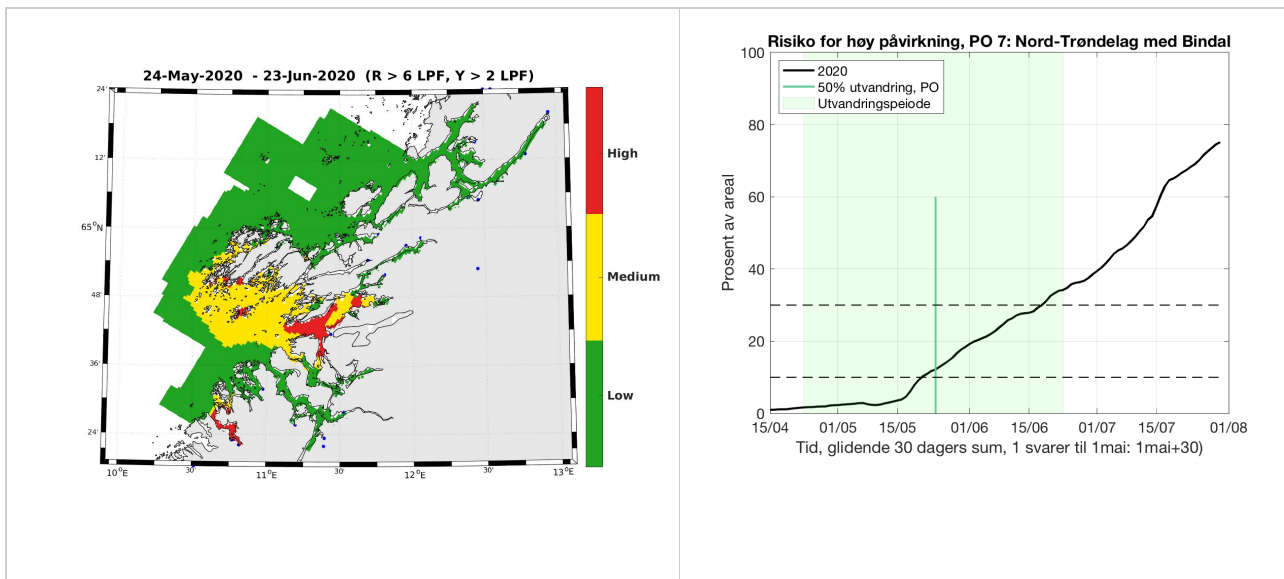 24-May-2020 - 23-Jun-2020 (R > 6 LPF, Y > 2 LPF)
24'
12'
65°N
48'
36'
24'
10°E
30'
11°E
30'
12°E
30'
13°E
High
Medium
Low
Risiko for høy påvirkning, PO 7: Nord-Trøndelag med Bindal
2020
50% utvandring, PO
Utvandringspeiode
Prosent av areal
100
80
60
40
20
0
15/04
01/05
15/05
01/06
15/06
01/07
15/07
01/08
Tid, glidende 30 dagers sum, 1 svarer til 1mai: 1mai+30)